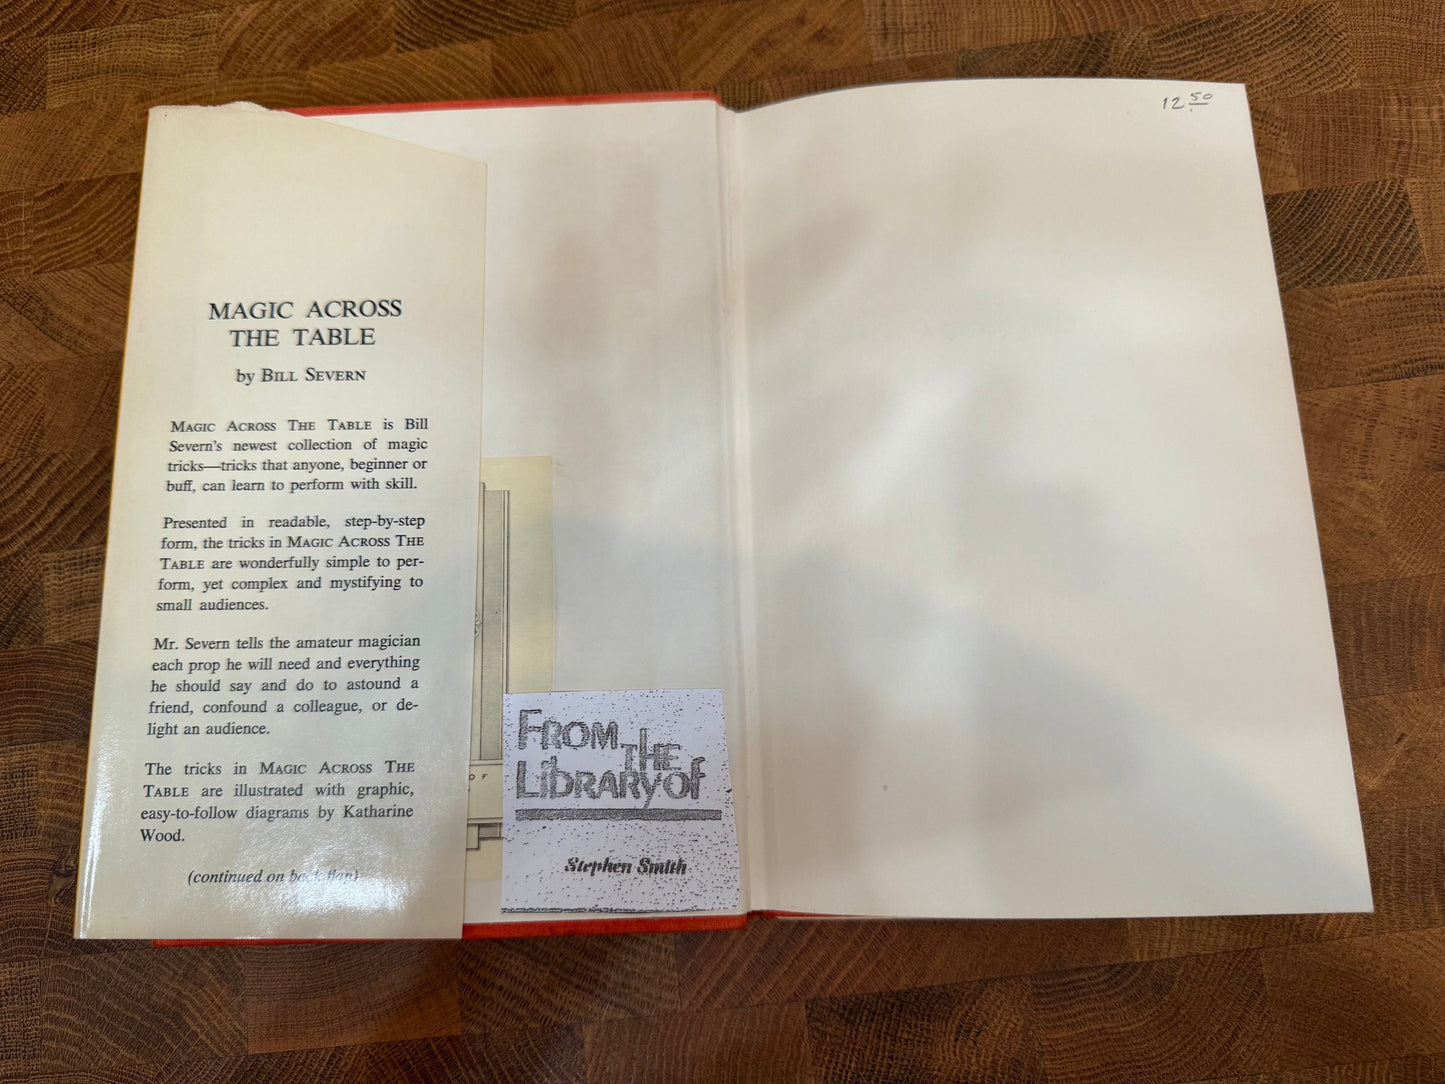 MAGIC ACROSS
THE TABLE
by BILL SEVERN
MAGIC ACROSS THE TABLE is Bill
Severn's newest collection of magic
tricks—tricks that anyone, beginner or
buff, can learn to perform with skill.
Presented in readable, step-by-step
form, the tricks in MAGIC ACROSS THE
TABLE are wonderfully simple to per-
form, yet complex and mystifying to
small audiences.
Mr. Severn tells the amateur magician
each prop he will need and everything
he should say and do to astound a
friend, confound a colleague, or de-
light an audience.
The tricks in MAGIC ACROSS THE
TABLE are illustrated with graphic,
easy-to-follow diagrams by Katharine
Wood.
(continued on back flap)
OF
FROM THE
LIBRARY OF
Stephen Smith
12 50